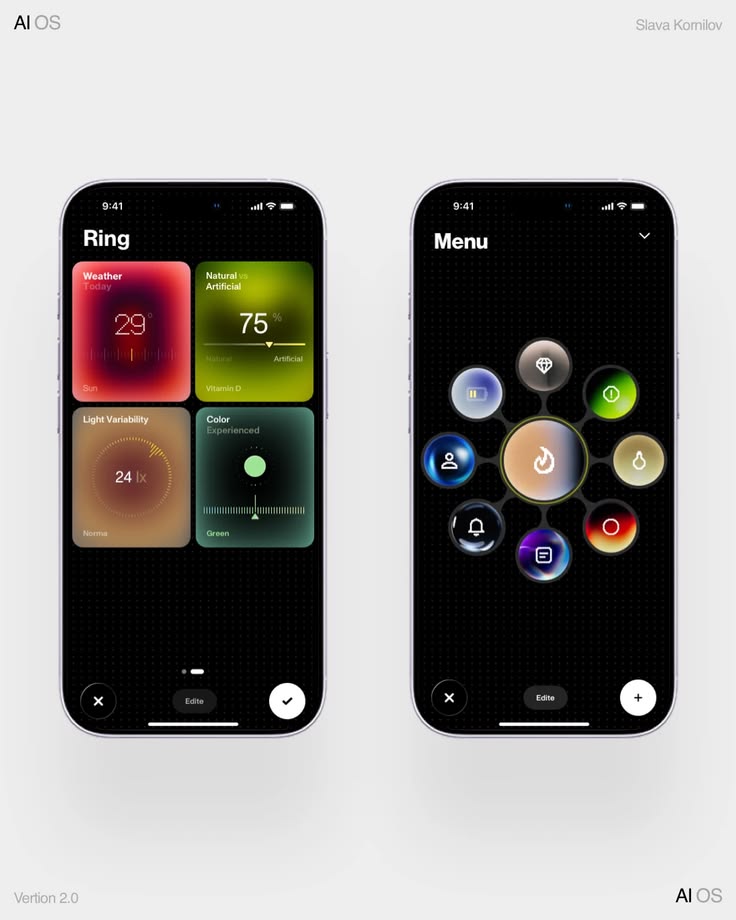 AI OS
Slava Kornilov
9:41
Ring
Weather
Today
29°
Sun
Natural vs
Artificial
75 %
Natural
Artificial
Vitamin D
Light Variability
24 lx
Norma
Color
Experienced
Green
Edite
9:41
Menu
Edite
Vertion 2.0
AI OS